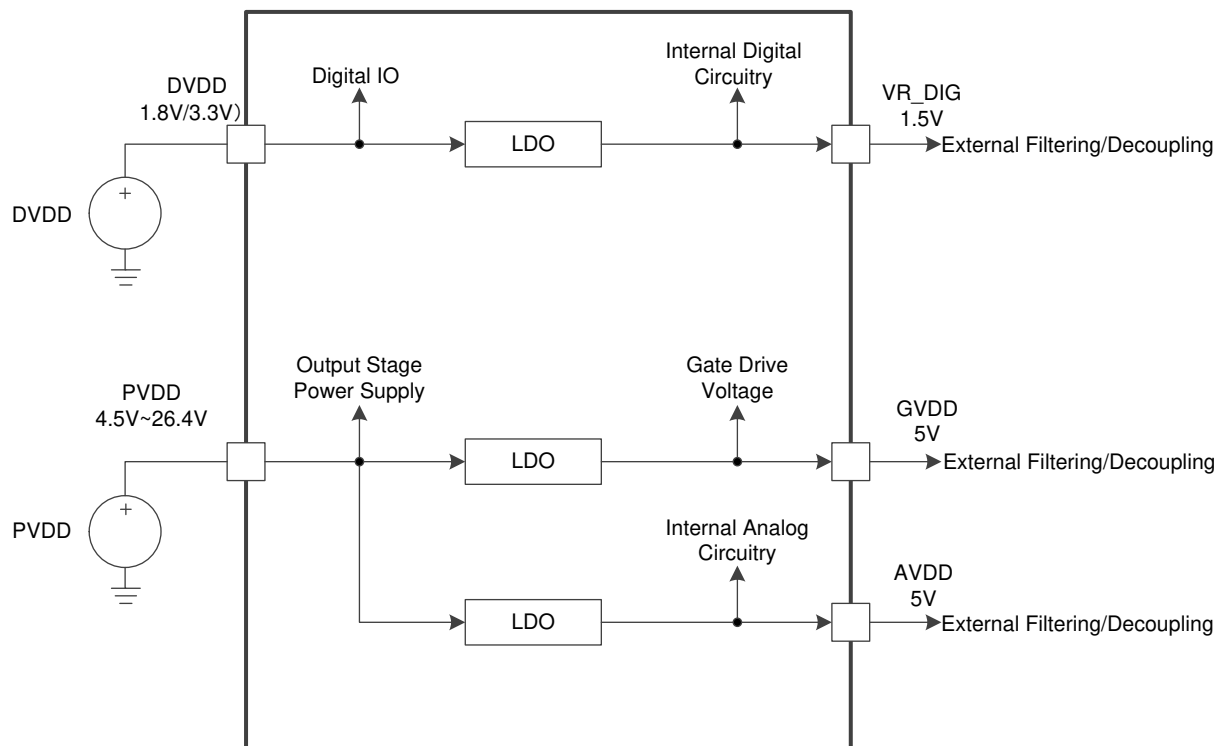 DVDD
1.8V/3.3V）
Digital IO
Internal Digital
Circuitry
VR_DIG
1.5V
LDO
External Filtering/Decoupling
+
DVDD
Output Stage
Power Supply
Gate Drive
Voltage
PVDD
4.5V~26.4V
GVDD
5V
LDO
External Filtering/Decoupling
+
PVDD
Internal Analog
Circuitry
AVDD
5V
LDO
External Filtering/Decoupling